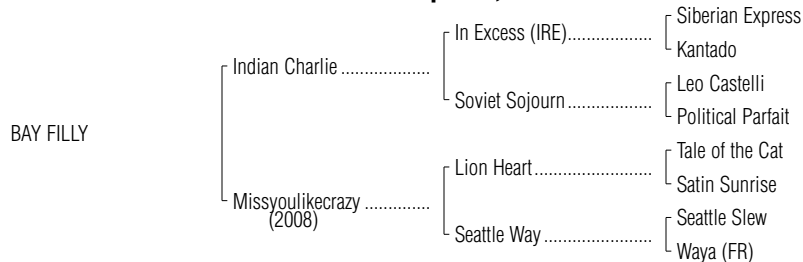 Siberian Express
In Excess (IRE)..................
Kantado
Indian Charlie ...................
Leo Castelli
Soviet Sojourn..................
Political Parfait
BAY FILLY
Tale of the Cat
Lion Heart.........................
Satin Sunrise
Missyoulikecrazy ..............
(2008)
Seattle Slew
Seattle Way .......................
Waya (FR)